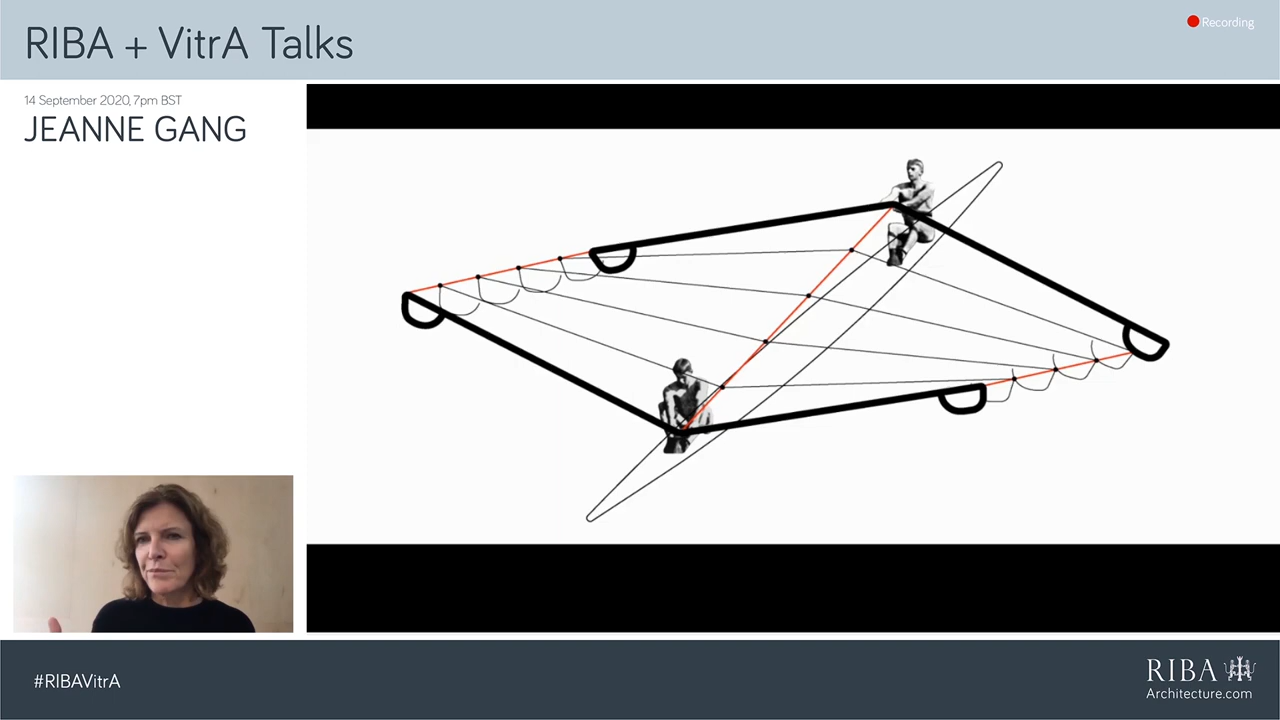 RIBA + VitrA Talks
Recording
14 September 2020, 7pm BST
JEANNE GANG
#RIBAVitrA
RIBA
Architecture.com